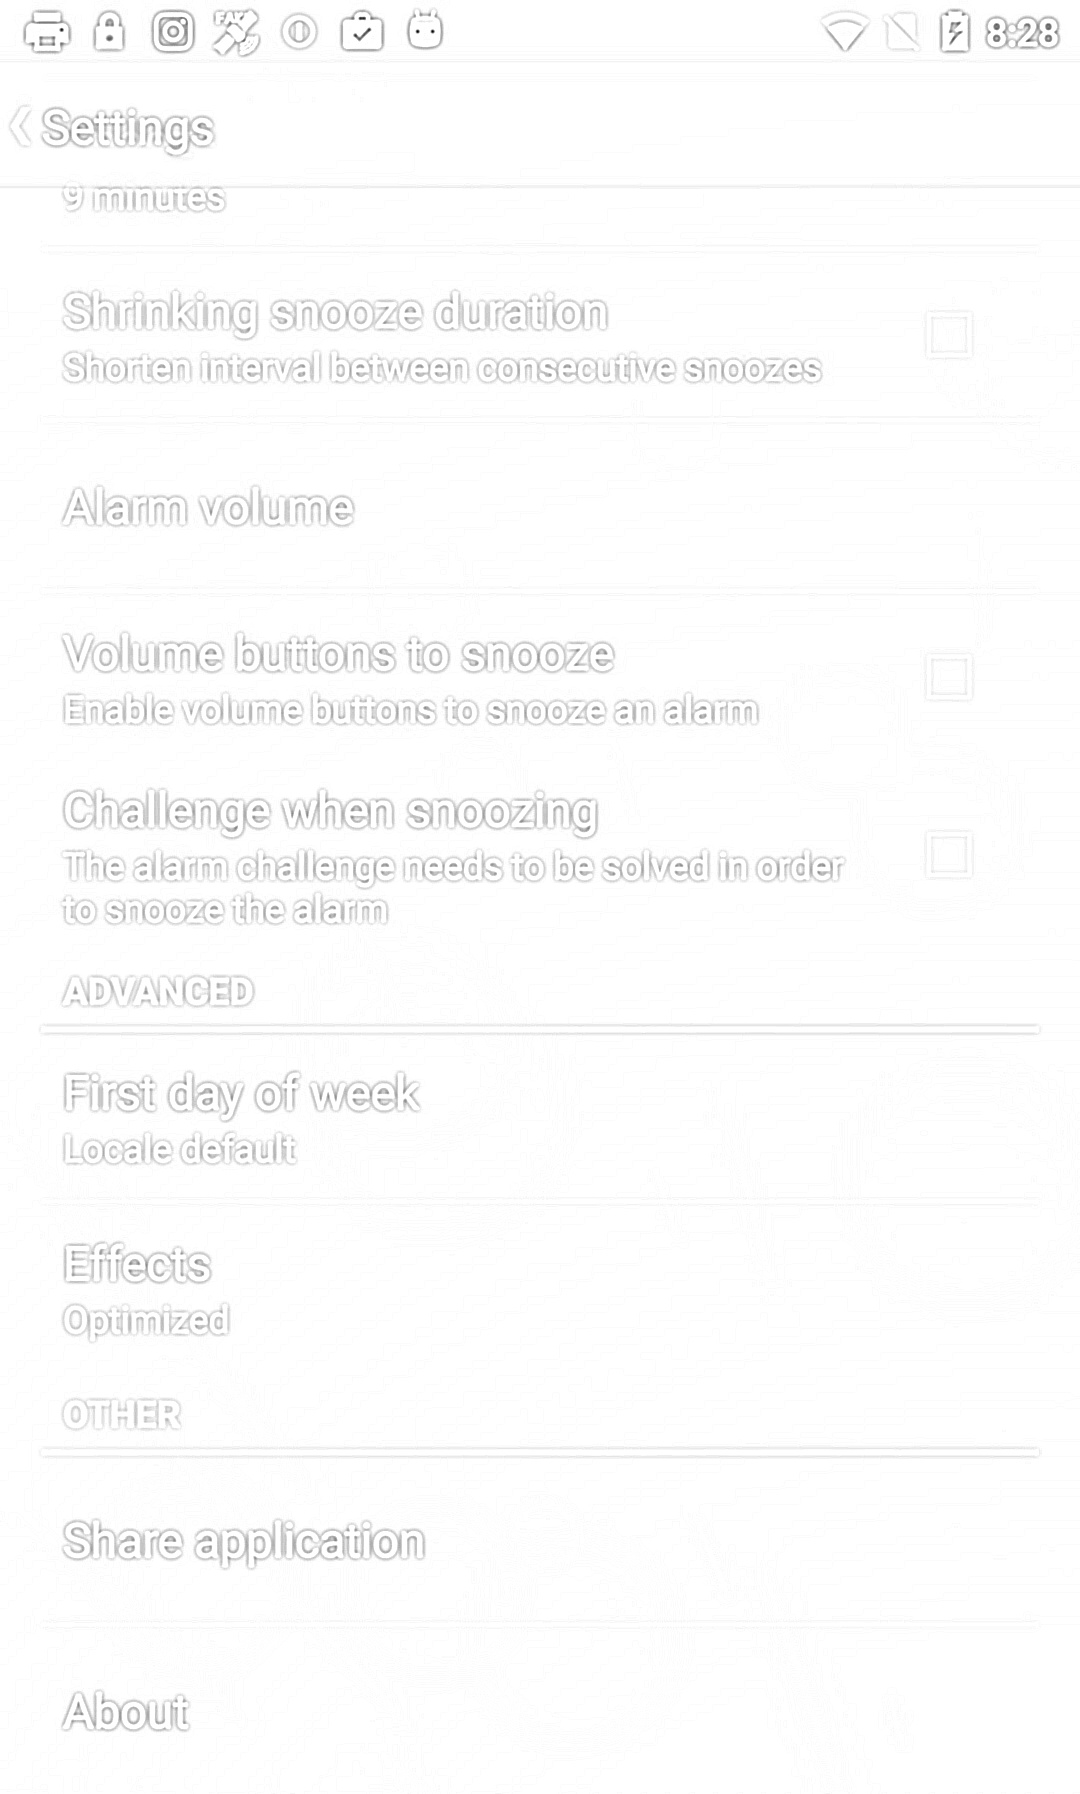 8:28
Settings
9 minutes
Shrinking snooze duration
Shorten interval between consecutive snoozes
Alarm volume
Volume buttons to snooze
Enable volume buttons to snooze an alarm
Challenge when snoozing
The alarm challenge needs to be solved in order
to snooze the alarm
ADVANCED
First day of week
Locale default
Effects
Optimized
OTHER
Share application
About